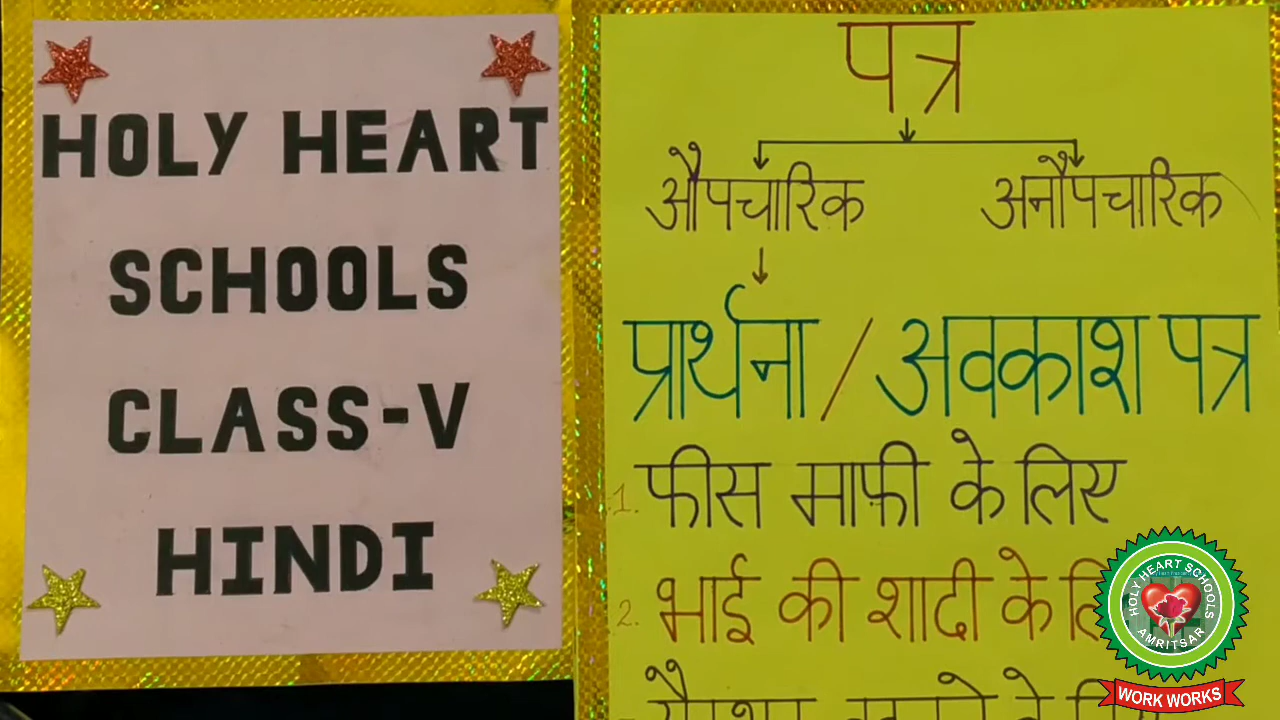 HOLY HEART
SCHOOLS
CLASS-V
HINDI
पत्र
औपचारिक अनौपचारिक
प्रार्थना / अवकाश पत्र
1. फीस माफ़ी के लिए
2. भाई की शादी के लि
HOLY HEART SCHOOLS
AMRITSAR
WORK WORKS